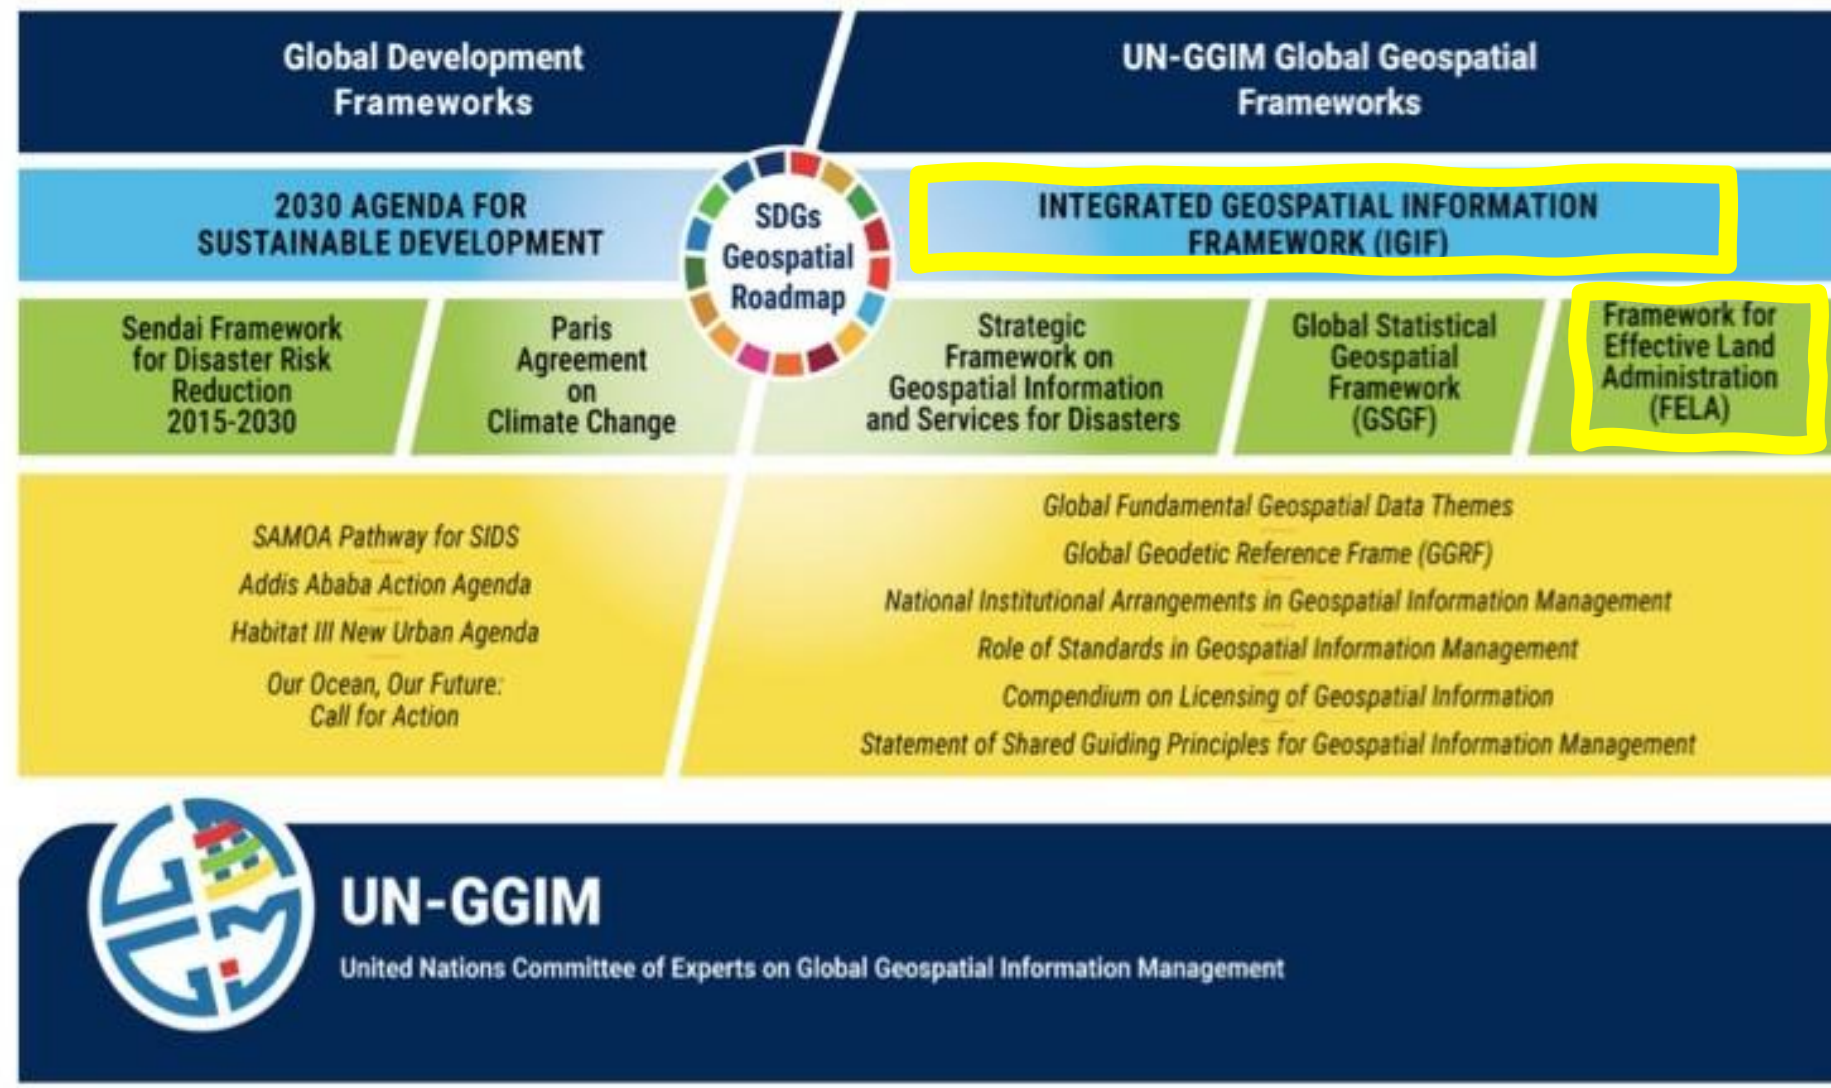 Global Development
Frameworks
UN-GGIM Global Geospatial
Frameworks
2030 AGENDA FOR
SUSTAINABLE DEVELOPMENT
SDGs
Geospatial
Roadmap
INTEGRATED GEOSPATIAL INFORMATION
FRAMEWORK (IGIF)
Sendai Framework
for Disaster Risk
Reduction
2015-2030
Paris
Agreement
on
Climate Change
Strategic
Framework on
Geospatial Information
and Services for Disasters
Global Statistical
Geospatial
Framework
(GSGF)
Framework for
Effective Land
Administration
(FELA)
SAMOA Pathway for SIDS
Addis Ababa Action Agenda
Habitat III New Urban Agenda
Our Ocean, Our Future:
Call for Action
Global Fundamental Geospatial Data Themes
Global Geodetic Reference Frame (GGRF)
National Institutional Arrangements in Geospatial Information Management
Role of Standards in Geospatial Information Management
Compendium on Licensing of Geospatial Information
Statement of Shared Guiding Principles for Geospatial Information Management
UN-GGIM
United Nations Committee of Experts on Global Geospatial Information Management